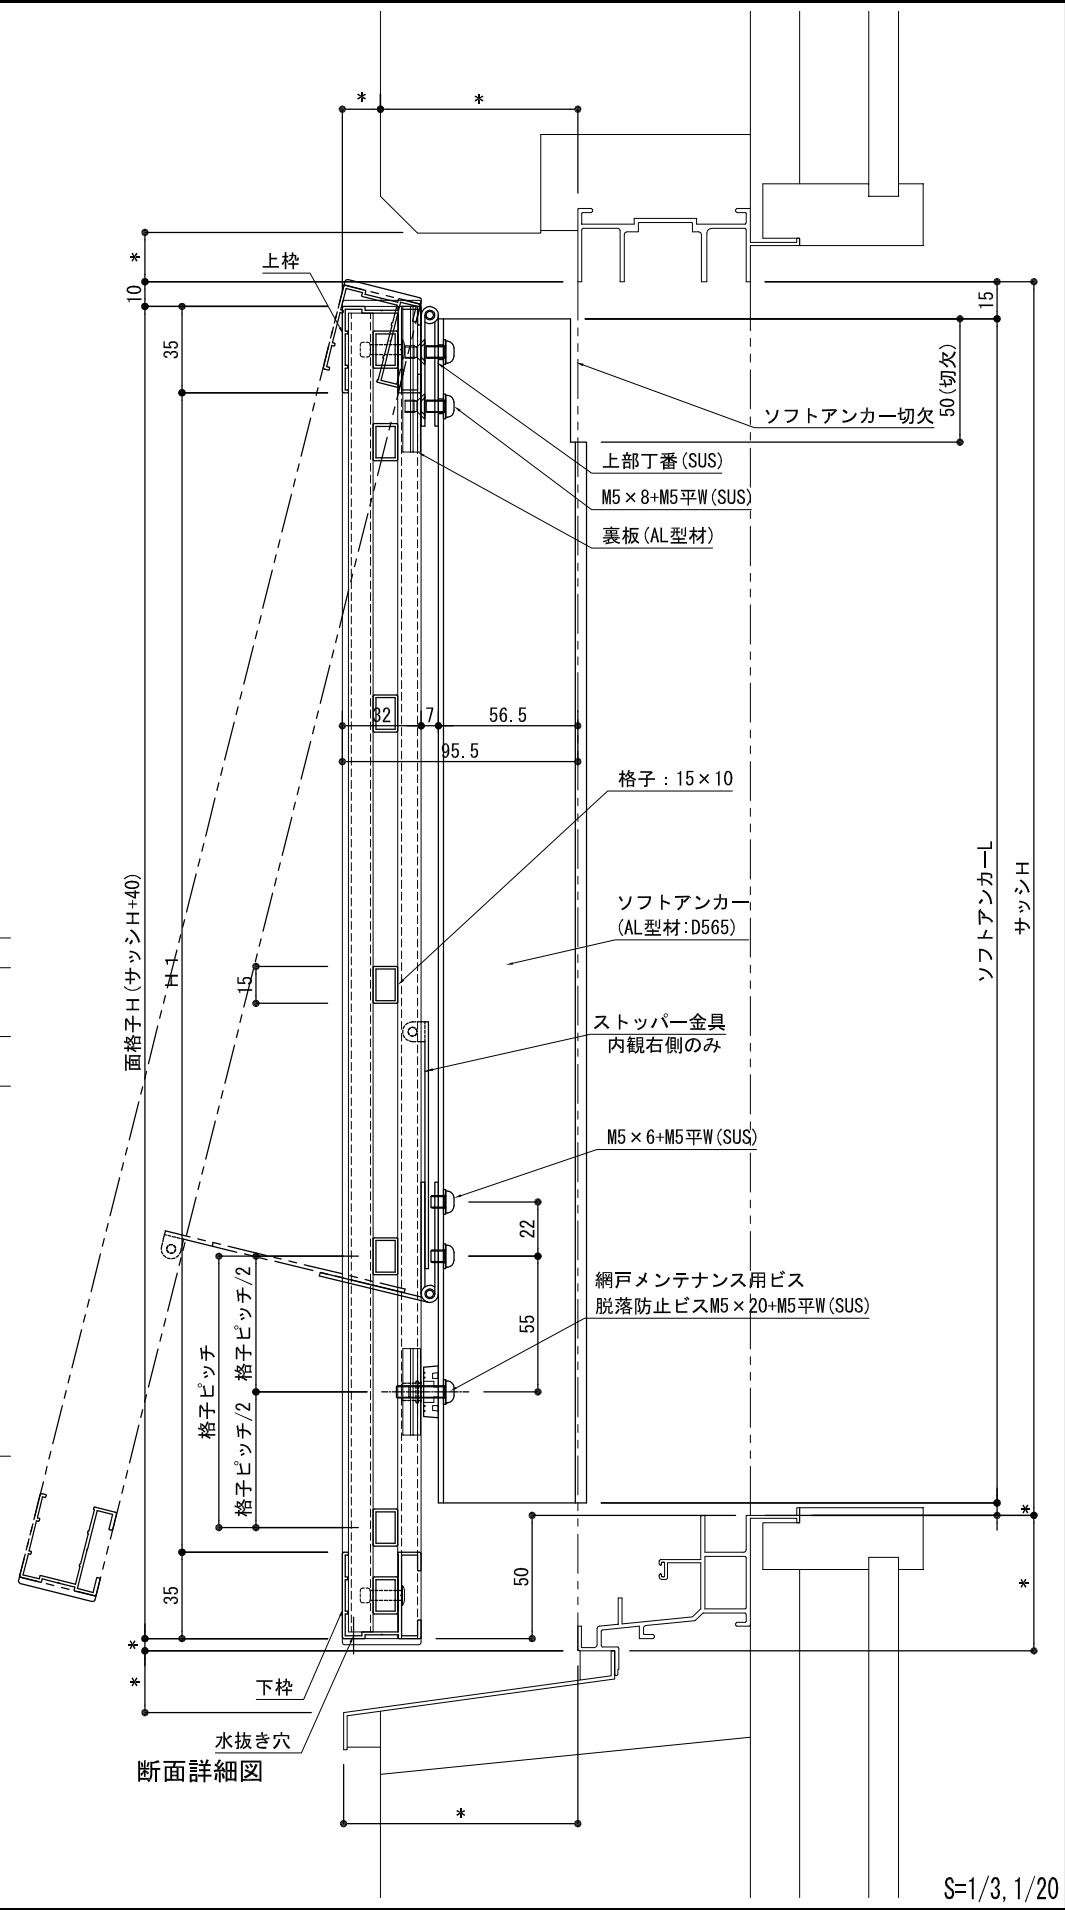 *
*
*
10
上枠
15
35
50(切欠)
ソフトアンカー切欠
上部丁番(SUS)
M5×8+M5平W(SUS)
裏板(AL型材)
32
7
56.5
95.5
格子：15×10
ソフトアンカーL
サッシH
面格子H(サッシH+40)
H1
15
ソフトアンカー
(AL型材:D565)
ストッパー金具
内観右側のみ
M5×6+M5平W(SUS)
22
網戸メンテナンス用ビス
脱落防止ビスM5×20+M5平W(SUS)
55
格子ピッチ
格子ピッチ/2
格子ピッチ/2
*
50
*
35
*
*
下枠
水抜き穴
断面詳細図
*
S=1/3,1/20